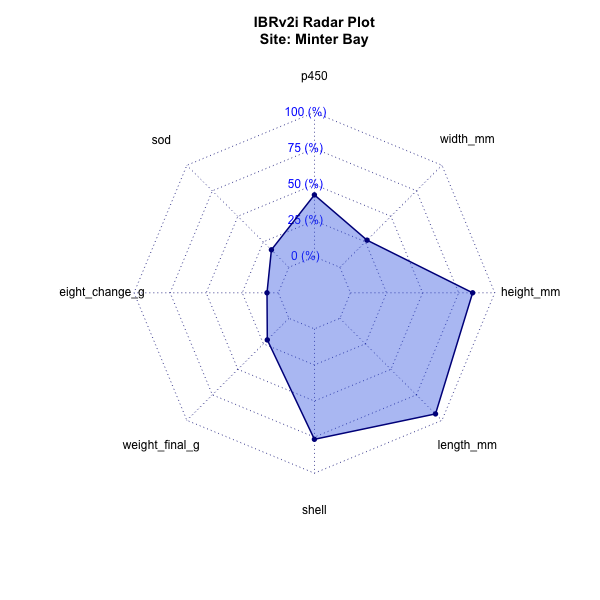 IBRv2i Radar Plot
Site: Minter Bay
p450
100 (%)
sod
width_mm
75 (%)
50 (%)
25 (%)
0 (%)
eight_change_g
height_mm
weight_final_g
length_mm
shell